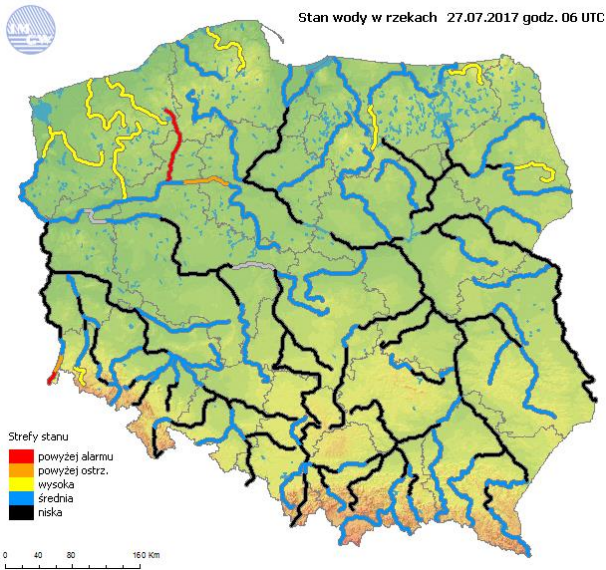 IMGW
Stan wody w rzekach 27.07.2017 godz. 06 UTC
Strefy stanu
powyżej alarmu
powyżej ostrz.
wysoka
średnia
niska
0 40 80 160 Km